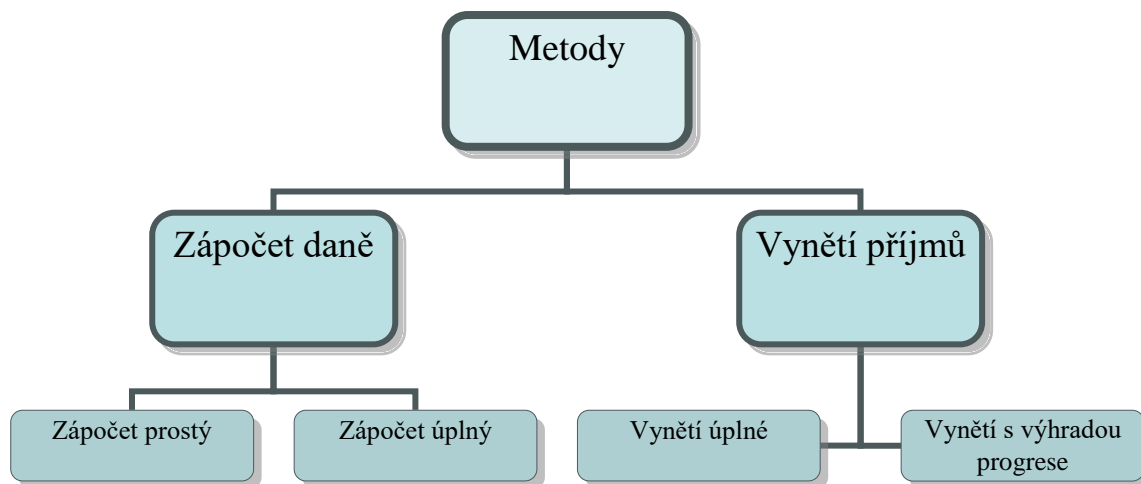 Metody
Zápočet daně
Vynětí příjmů
Zápočet prostý
Zápočet úplný
Vynětí úplné
Vynětí s výhradou
progrese